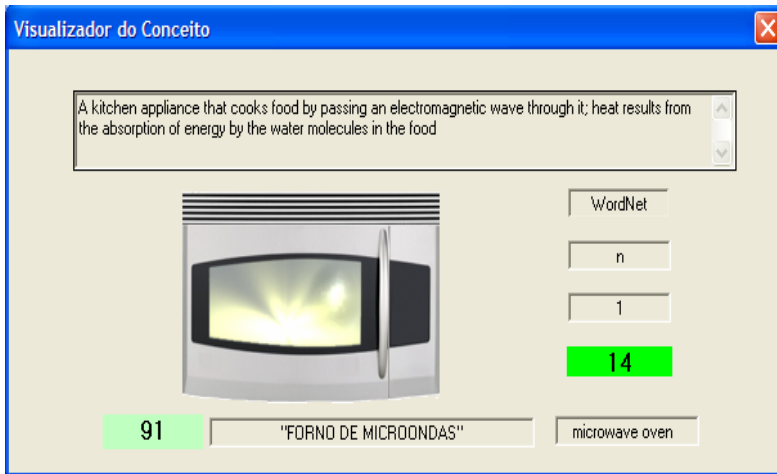 Visualizador do Conceito
A kitchen appliance that cooks food by passing an electromagnetic wave through it; heat results from
the absorption of energy by the water molecules in the food
WordNet
n
1
14
91
"FORNO DE MICROONDAS"
microwave oven